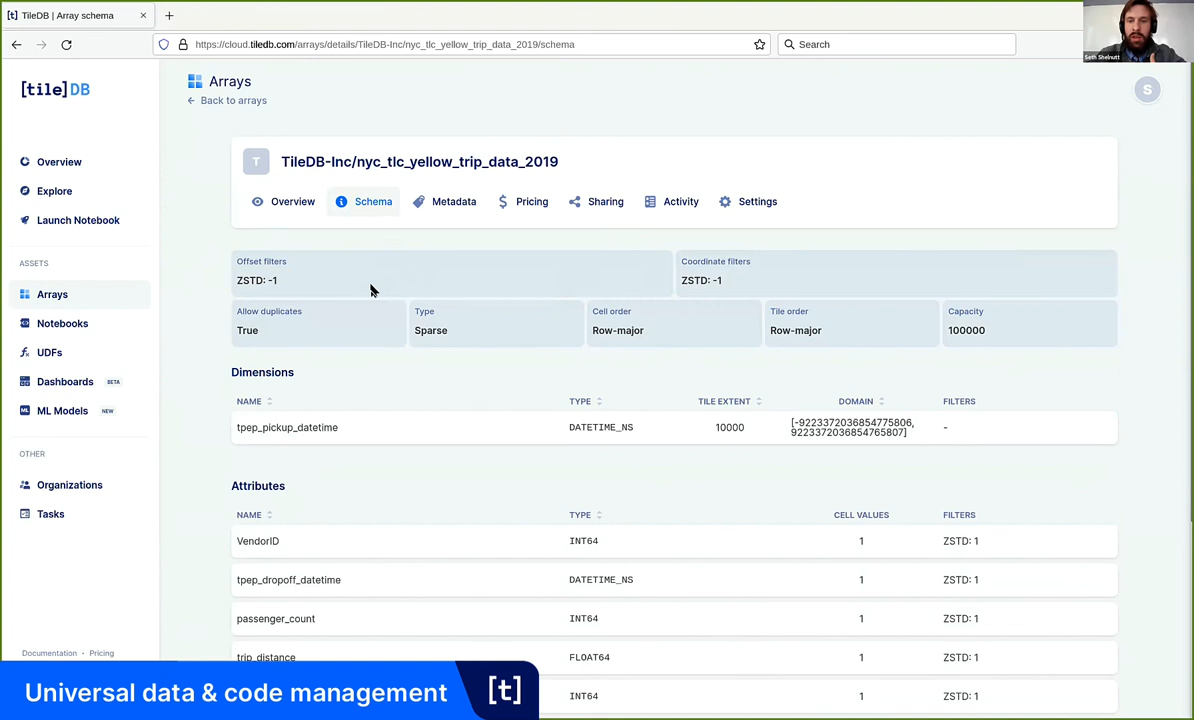 [t] TileDB | Array schema × +
https://cloud.tiledb.com/arrays/details/TileDB-Inc/nyc_tlc_yellow_trip_data_2019/schema
Search
Seth Shelnutt
[tile]DB
Overview
Explore
Launch Notebook
ASSETS
Arrays
Notebooks
UDFs
Dashboards BETA
ML Models NEW
OTHER
Organizations
Tasks
Documentation · Pricing
Arrays
← Back to arrays
S
T
TileDB-Inc/nyc_tlc_yellow_trip_data_2019
Overview Schema Metadata Pricing Sharing Activity Settings
Offset filters
ZSTD: -1
Coordinate filters
ZSTD: -1
Allow duplicates
True
Type
Sparse
Cell order
Row-major
Tile order
Row-major
Capacity
100000
Dimensions
NAME TYPE TILE EXTENT DOMAIN FILTERS
tpep_pickup_datetime DATETIME_NS 10000 [-9223372036854775806,
9223372036854765807] -
Attributes
NAME TYPE CELL VALUES FILTERS
VendorID INT64 1 ZSTD: 1
tpep_dropoff_datetime DATETIME_NS 1 ZSTD: 1
passenger_count INT64 1 ZSTD: 1
trip_distance FLOAT64 1 ZSTD: 1
INT64 1 ZSTD: 1
Universal data & code management [t]